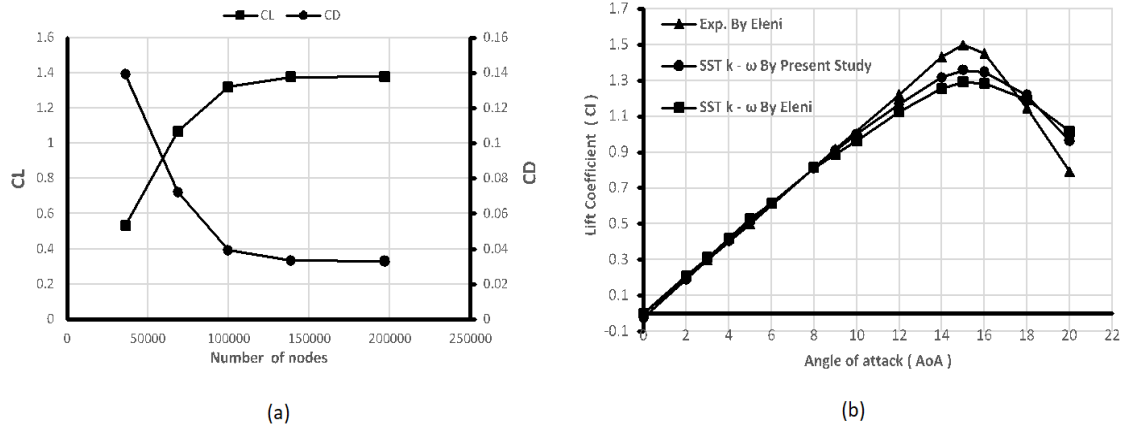 CL CD
1.6
1.4
1.2
1
0.8
0.6
0.4
0.2
0
CL
0.16
0.14
0.12
0.1
0.08
0.06
0.04
0.02
0
CD
0 50000 100000 150000 200000 250000
Number of nodes
(a)
Exp. By Eleni
SST k - ω By Present Study
SST k - ω By Eleni
1.7
1.5
1.3
1.1
0.9
0.7
0.5
0.3
0.1
-0.1
Lift Coefficient ( Cl )
0 2 4 6 8 10 12 14 16 18 20 22
Angle of attack ( AoA )
(b)